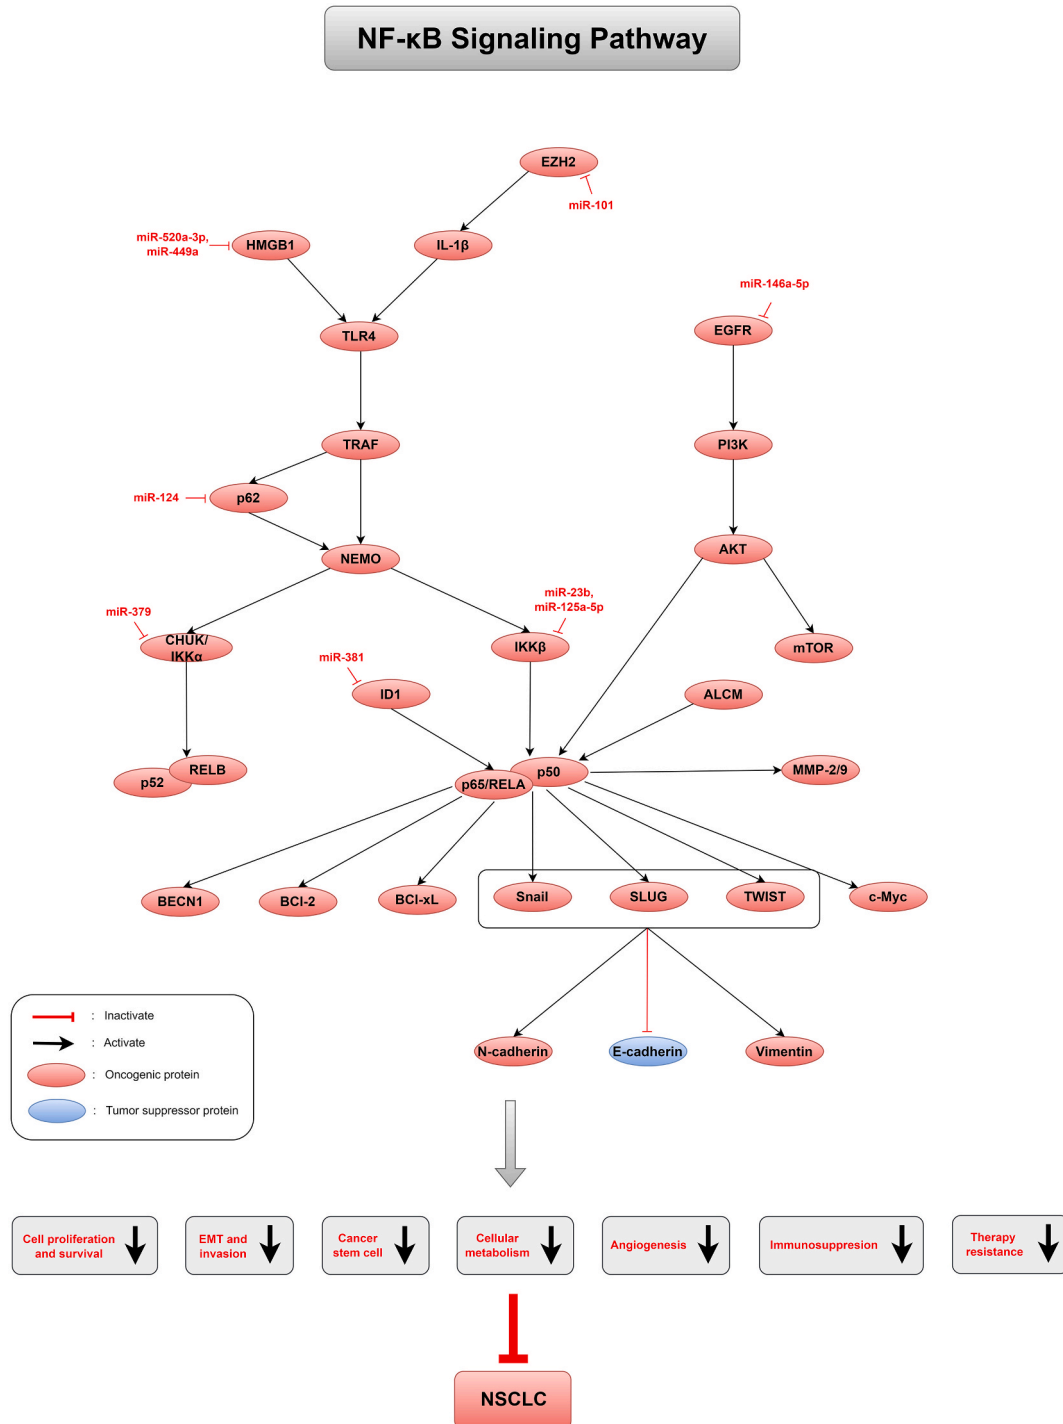 NF-κB Signaling Pathway
EZH2
miR-101
miR-520a-3p,
miR-449a
HMGB1
IL-1β
miR-146a-5p
TLR4
EGFR
TRAF
PI3K
miR-124
p62
NEMO
AKT
miR-379
miR-23b,
miR-125a-5p
CHUK/
IKKα
IKKβ
mTOR
miR-381
ID1
ALCM
p52
RELB
p65/RELA
p50
MMP-2/9
BECN1
BCl-2
BCl-xL
Snail
SLUG
TWIST
c-Myc
: Inactivate
: Activate
: Oncogenic protein
: Tumor suppressor protein
N-cadherin
E-cadherin
Vimentin
Cell proliferation
and survival
EMT and
invasion
Cancer
stem cell
Cellular
metabolism
Angiogenesis
Immunosuppresion
Therapy
resistance
NSCLC